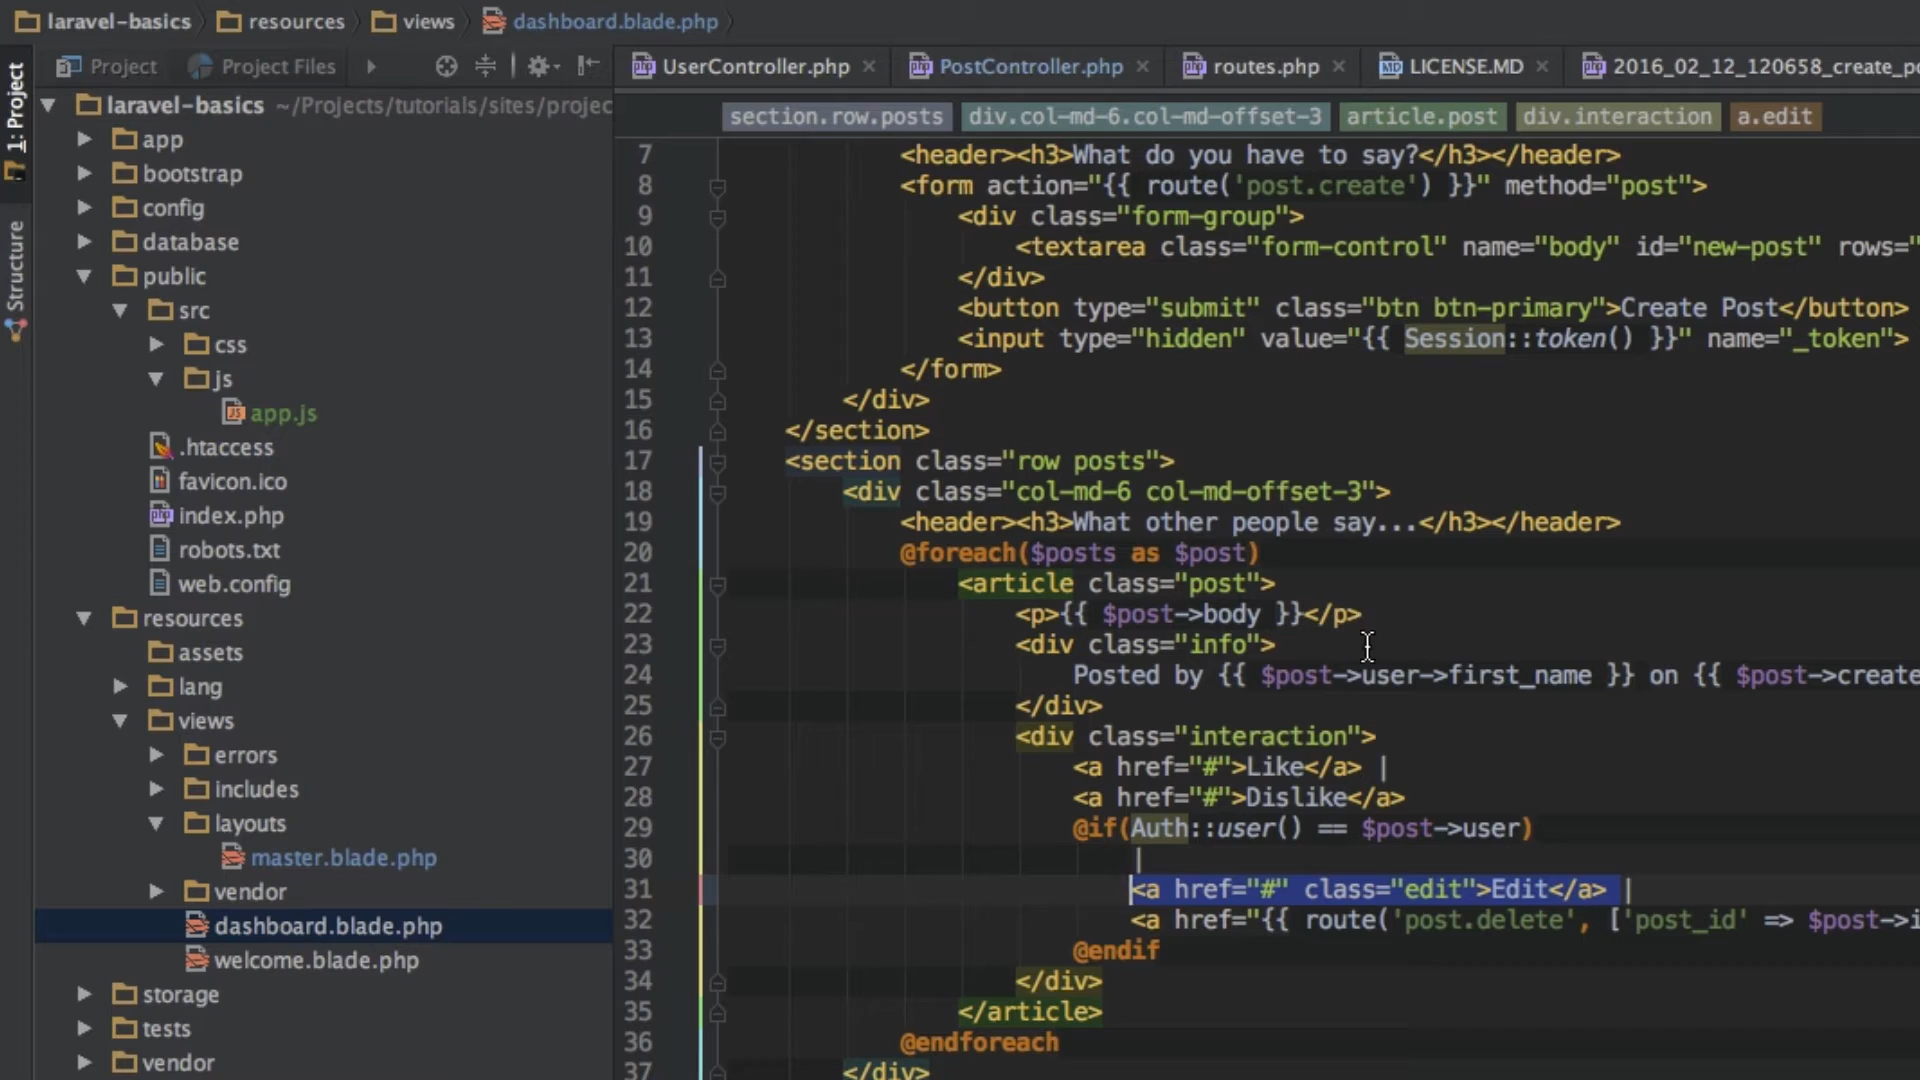 laravel-basics resources views dashboard.blade.php
1: Project
Structure
Project Project Files
laravel-basics ~/Projects/tutorials/sites/projec
app
bootstrap
config
database
public
src
css
js
app.js
.htaccess
favicon.ico
index.php
robots.txt
web.config
resources
assets
lang
views
errors
includes
layouts
master.blade.php
vendor
dashboard.blade.php
welcome.blade.php
storage
tests
vendor
UserController.php PostController.php routes.php LICENSE.MD 2016_02_12_120658_create_po
section.row.posts div.col-md-6.col-md-offset-3 article.post div.interaction a.edit
7 <header><h3>What do you have to say?</h3></header>
8 <form action="{{ route('post.create') }}" method="post">
9 <div class="form-group">
10 <textarea class="form-control" name="body" id="new-post" rows="
11 </div>
12 <button type="submit" class="btn btn-primary">Create Post</button>
13 <input type="hidden" value="{{ Session::token() }}" name="_token">
14 </form>
15 </div>
16 </section>
17 <section class="row posts">
18 <div class="col-md-6 col-md-offset-3">
19 <header><h3>What other people say...</h3></header>
20 @foreach($posts as $post)
21 <article class="post">
22 <p>{{ $post->body }}</p>
23 <div class="info">
24 Posted by {{ $post->user->first_name }} on {{ $post->create
25 </div>
26 <div class="interaction">
27 <a href="#">Like</a> |
28 <a href="#">Dislike</a>
29 @if(Auth::user() == $post->user)
30 |
31 <a href="#" class="edit">Edit</a> |
32 <a href="{{ route('post.delete', ['post_id' => $post->i
33 @endif
34 </div>
35 </article>
36 @endforeach
37 </div>